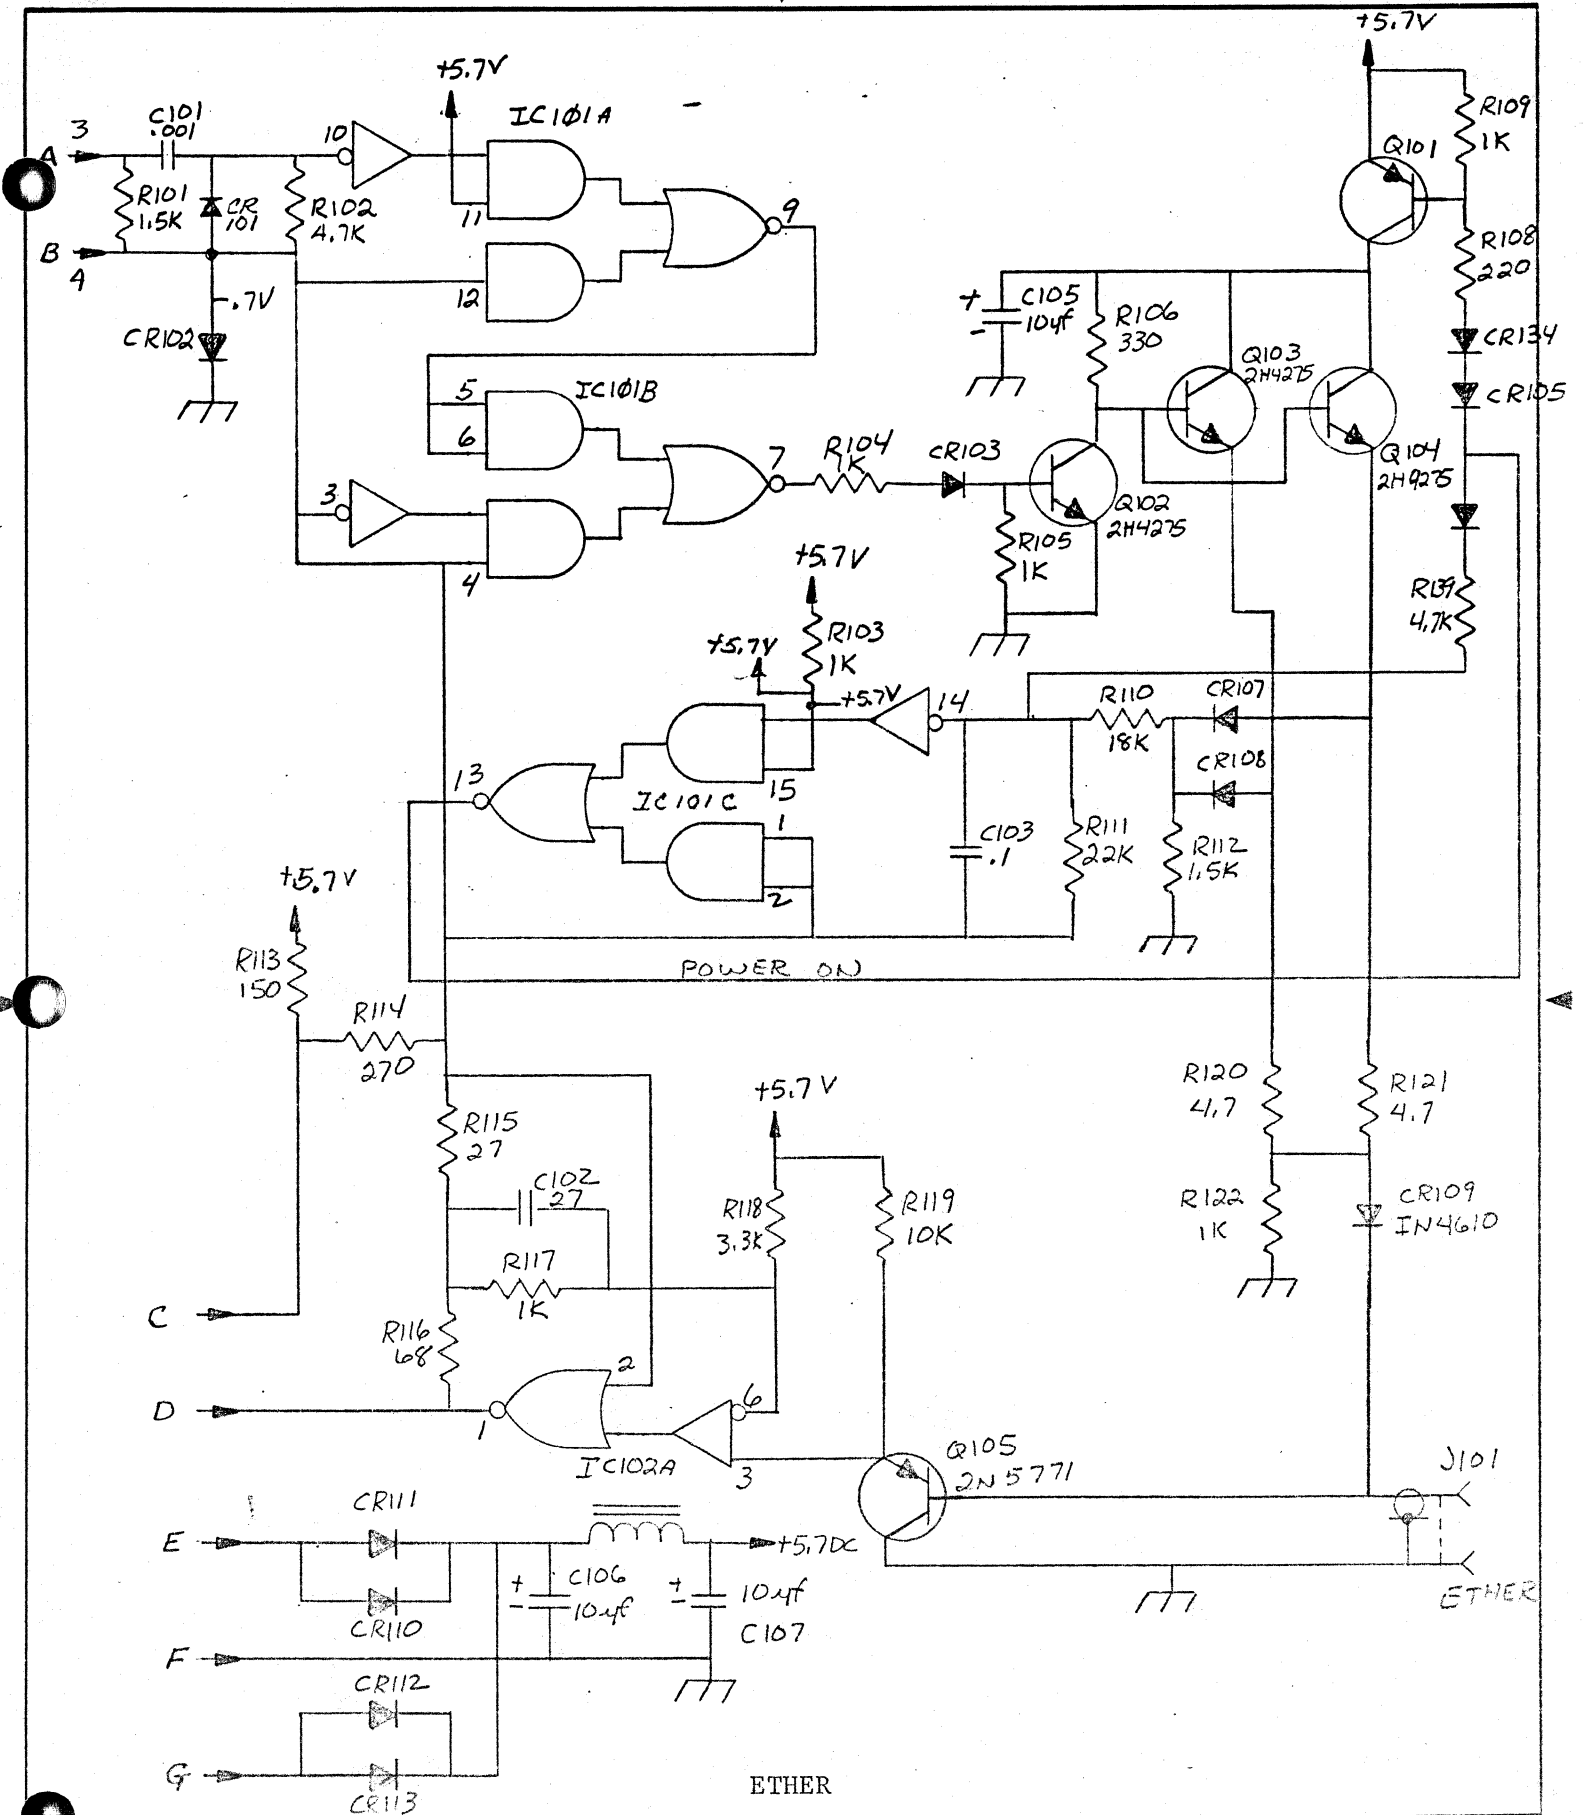 +5.7V
+5.7V
IC1Ø1A
C101
.001
3
A
10
R109
1K
Q101
R101
1.5K
CR
101
R102
4.7K
11
9
B
4
R108
220
12
-.7V
CR102
+
-
C105
10uf
R106
330
CR134
Q103
2H4275
CR105
5
IC1Ø1B
6
7
R104
1K
CR103
Q104
2H9275
3
Q102
2H4275
R105
1K
4
+5.7V
R139
4.7K
R103
1K
+5.7V
+5.7V
14
R110
18K
CR107
CR108
13
IC101C
15
1
2
C103
.1
R111
22K
R112
1.5K
+5.7V
POWER ON
R113
150
R114
270
+5.7V
R120
4.7
R121
4.7
R115
27
C102
27
R118
3.3K
R119
10K
R122
1K
CR109
IN4610
R117
1K
C
R116
68
2
6
D
1
IC102A
3
Q105
2N5771
J101
CR111
E
+5.7DC
+
-
C106
10uf
+
-
10uf
C107
ETHER
CR110
F
CR112
G
CR113
ETHER